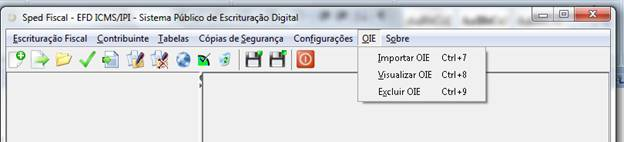 Sped Fiscal - EFD ICMS/IPI - Sistema Público de Escrituração Digital
Escrituração Fiscal Contribuinte Tabelas Cópias de Segurança Configurações OIE Sobre
Importar OIE Ctrl+7
Visualizar OIE Ctrl+8
Excluir OIE Ctrl+9